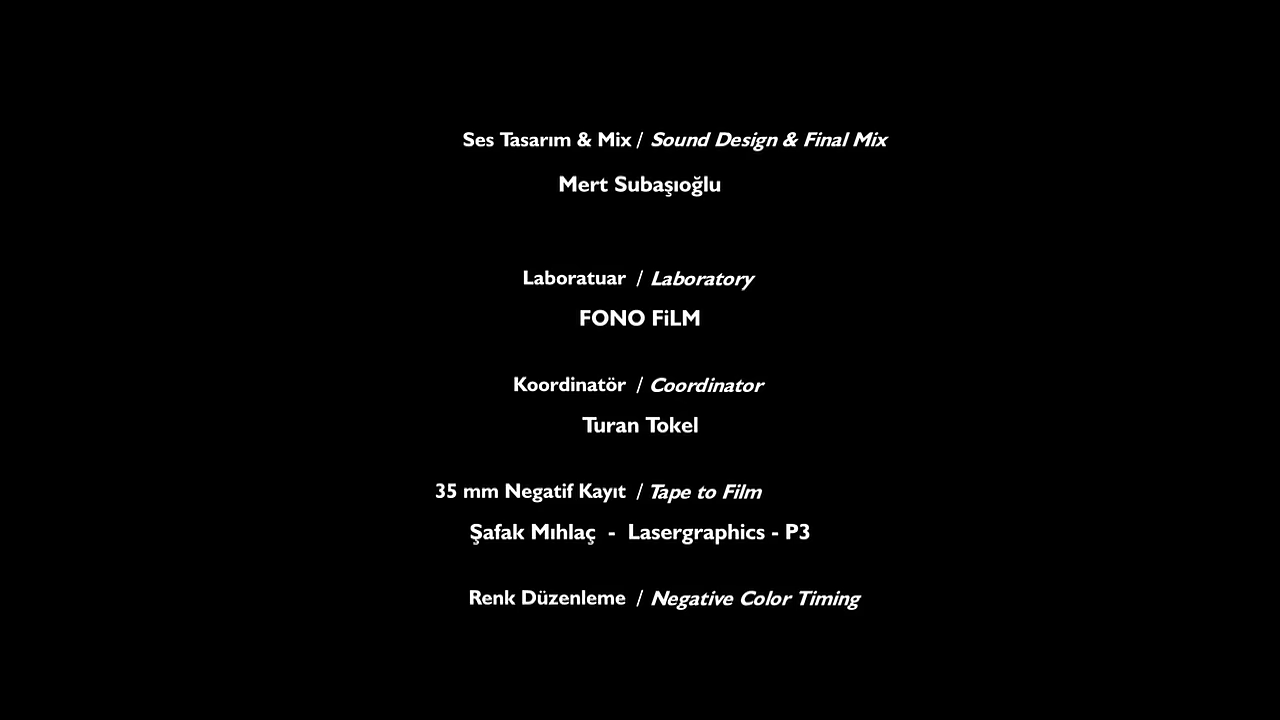 Ses Tasarım & Mix / Sound Design & Final Mix
Mert Subaşıoğlu
Laboratuar / Laboratory
FONO FiLM
Koordinatör / Coordinator
Turan Tokel
35 mm Negatif Kayıt / Tape to Film
Şafak Mıhlaç - Lasergraphics - P3
Renk Düzenleme / Negative Color Timing